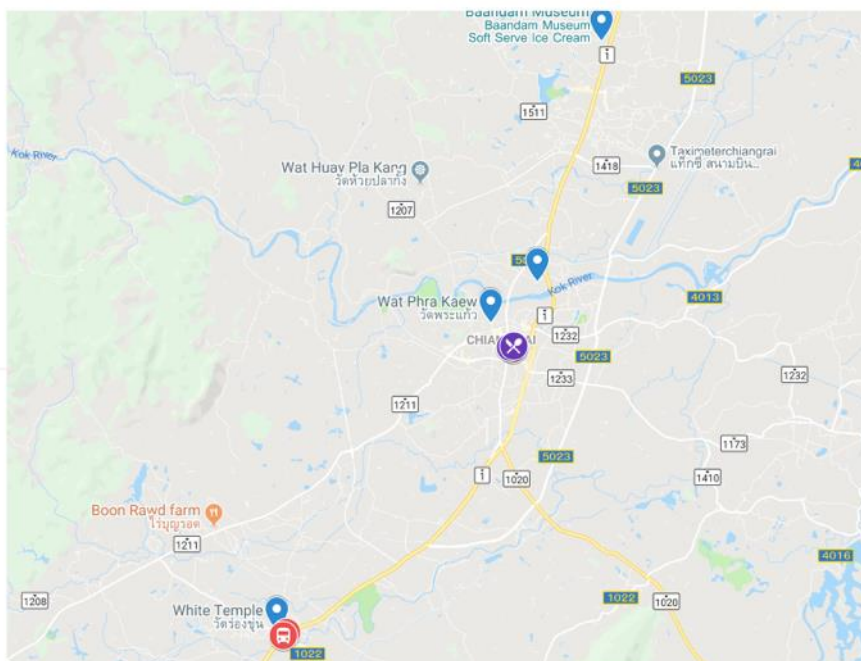 Baandam Museum
Baandam Museum
Soft Serve Ice Cream
1
5023
1511
Taximeterchiangrai
แท็กซี่ สนามบิน...
Kok River
Wat Huay Pla Kang
วัดห้วยปลากั้ง
1418
5023
1207
Kok River
4013
Wat Phra Kaew
วัดพระแก้ว
1
1232
5023
1233
1232
1211
1173
5023
1
1020
1410
Boon Rawd farm
ไร่บุญรอด
1211
4016
1208
White Temple
วัดร่องขุ่น
1022
1020
1022